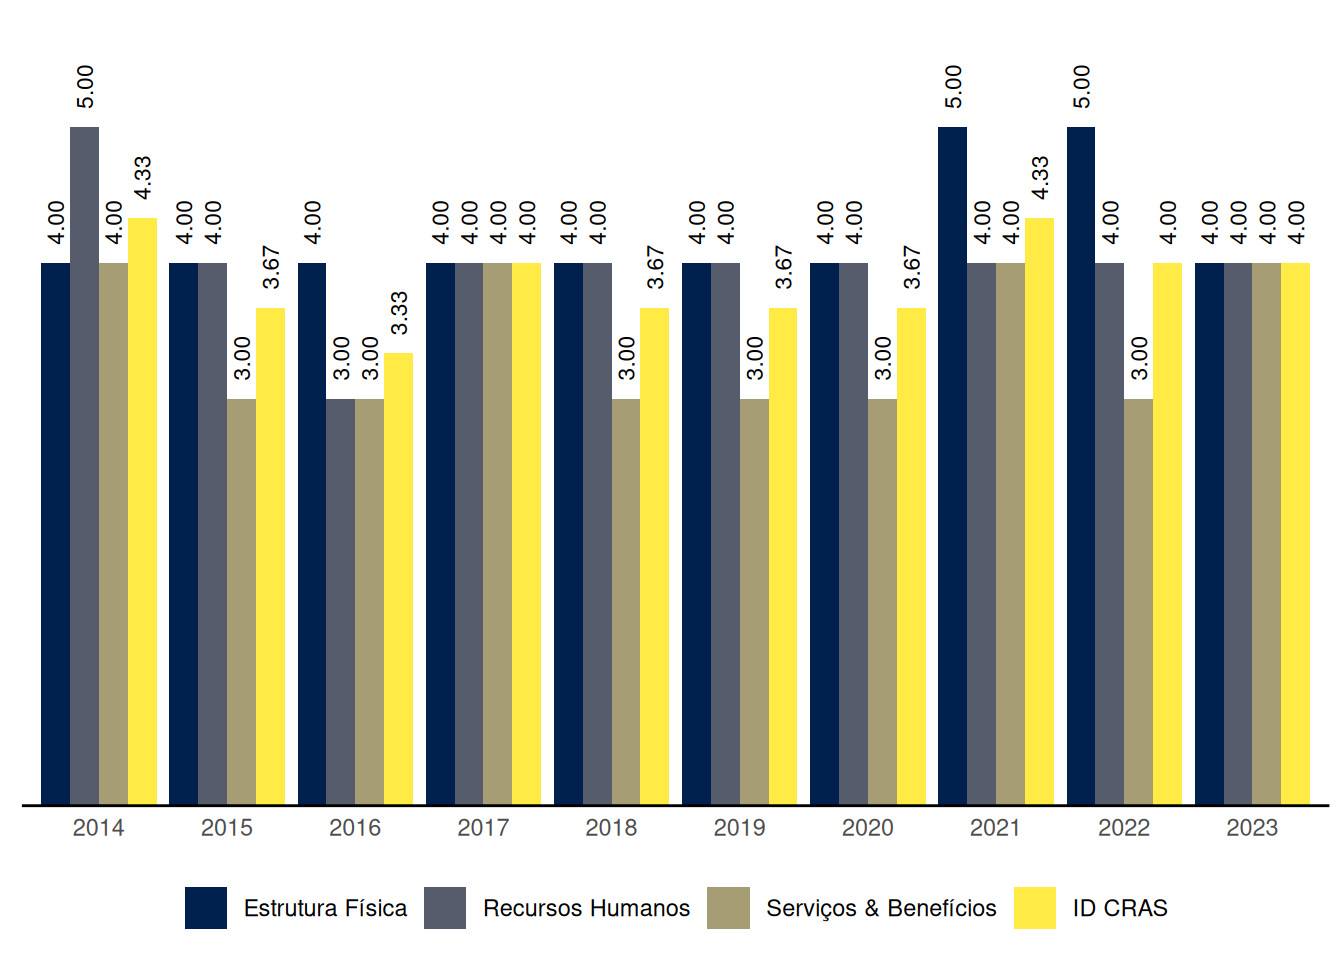 5.00 5.00 5.00
4.33 4.33
4.00 4.00 4.00 4.00 4.00 4.00 4.00 4.00 4.00 4.00 4.00 4.00 4.00 4.00 4.00 4.00 4.00 4.00 4.00 4.00 4.00 4.00 4.00
3.67 3.67 3.67 3.67
3.33
3.00 3.00 3.00 3.00 3.00 3.00 3.00
2014 2015 2016 2017 2018 2019 2020 2021 2022 2023
Estrutura Física Recursos Humanos Serviços & Benefícios ID CRAS